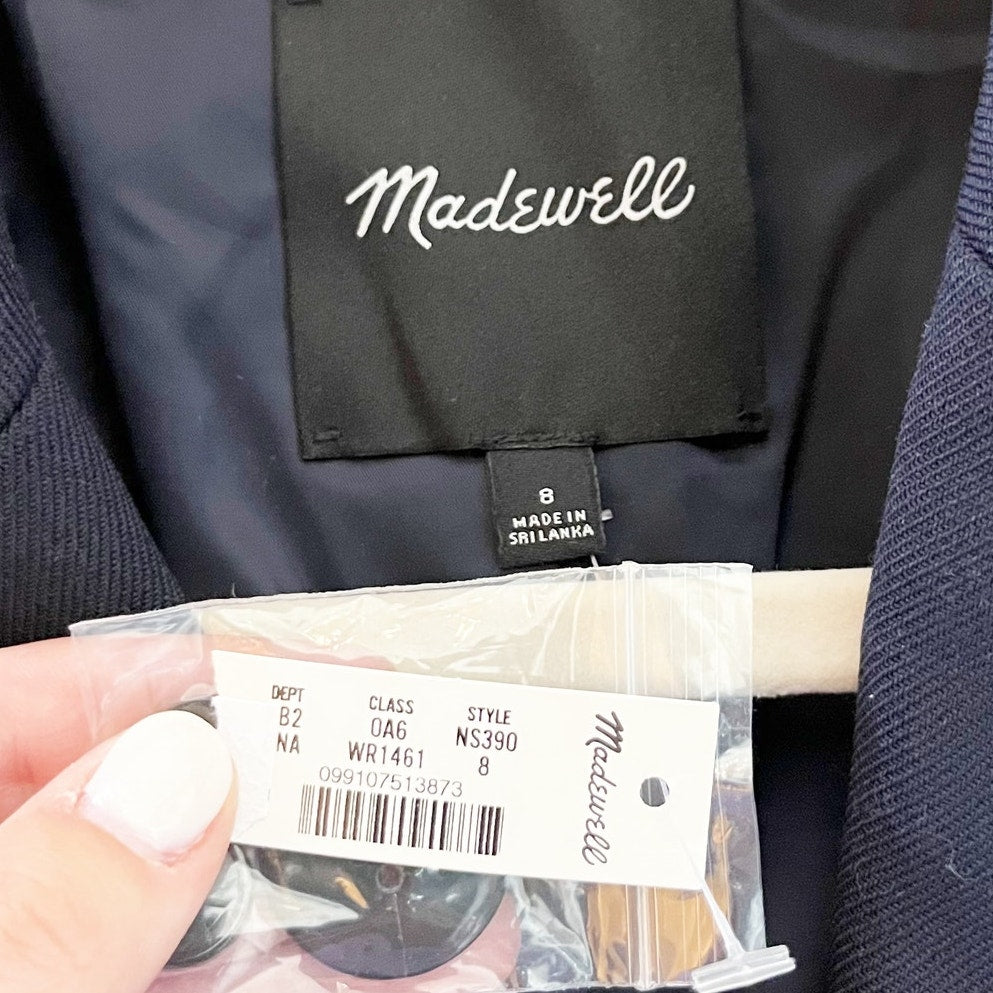 Madewell
8
MADE IN
SRI LANKA
DEPT CLASS STYLE
B2 0A6 NS390
NA WR1461 8
099107513873
Madewell